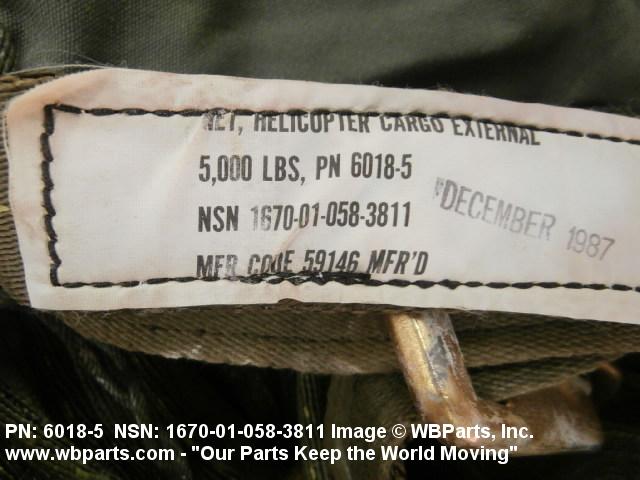 NET, HELICOPTER CARGO EXTERNAL
5,000 LBS, PN 6018-5
NSN 1670-01-058-3811
DECEMBER 1987
MFR CODE 59146 MFR'D
PN: 6018-5 NSN: 1670-01-058-3811 Image © WBParts, Inc.
www.wbparts.com - "Our Parts Keep the World Moving"